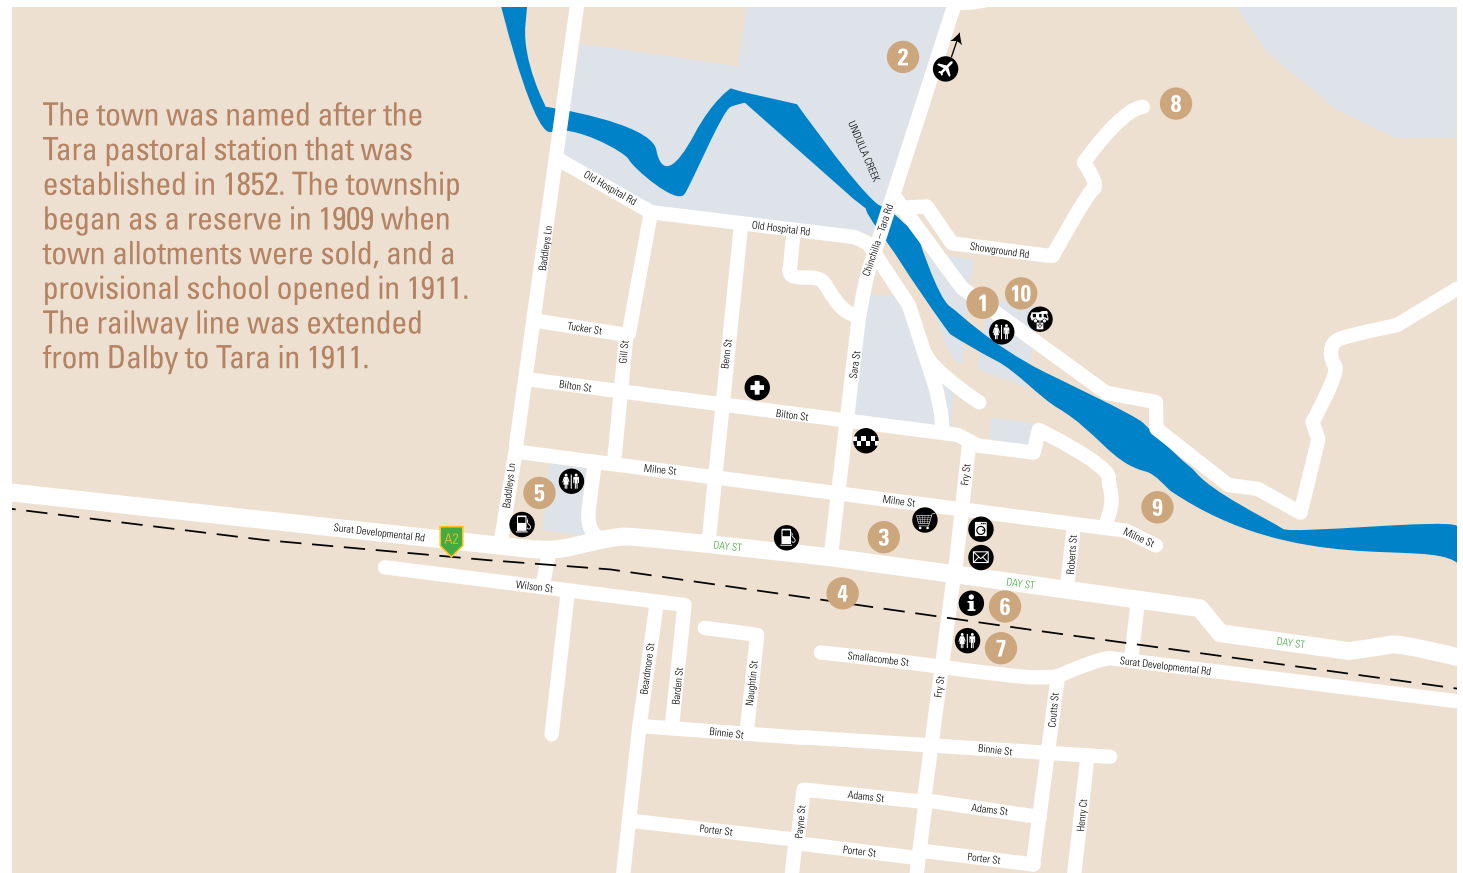 The town was named after the
Tara pastoral station that was
established in 1852. The township
began as a reserve in 1909 when
town allotments were sold, and a
provisional school opened in 1911.
The railway line was extended
from Dalby to Tara in 1911.
2
8
UNDULLA CREEK
Old Hospital Rd
Old Hospital Rd
Chinchilla – Tara Rd
Showground Rd
Baddleys Ln
1
10
Tucker St
Gill St
Benn St
Sara St
Bilton St
Bilton St
Milne St
Fry St
Baddleys Ln
5
Milne St
9
3
Milne St
Surat Developmental Rd
A2
DAY ST
Roberts St
Wilson St
4
DAY ST
i
6
7
DAY ST
Smallacombe St
Surat Developmental Rd
Beardmore St
Barden St
Naughtin St
Fry St
Coutts St
Binnie St
Binnie St
Adams St
Adams St
Payne St
Henry Ct
Porter St
Porter St
Porter St